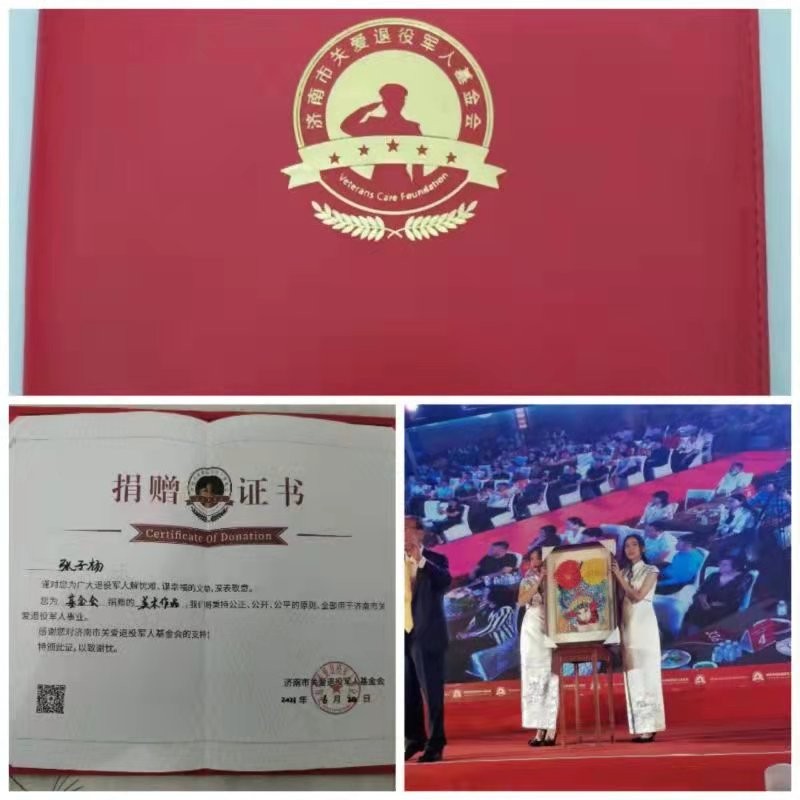 济南市关爱退役军人基金会
Veterans Care Foundation
捐赠 证书
Certificate Of Donation
张子楠
谨对您为广大退役军人解忧难、谋幸福的义举,深表敬意。
您为 基金会 捐赠的 美术作品 ,我们将秉持公正、公开、公平的原则,全部用于济南市关
爱退役军人事业。
感谢您对济南市关爱退役军人基金会的支持!
特颁此证,以致谢忱。
济南市关爱退役军人基金会
年 6 月 日
4